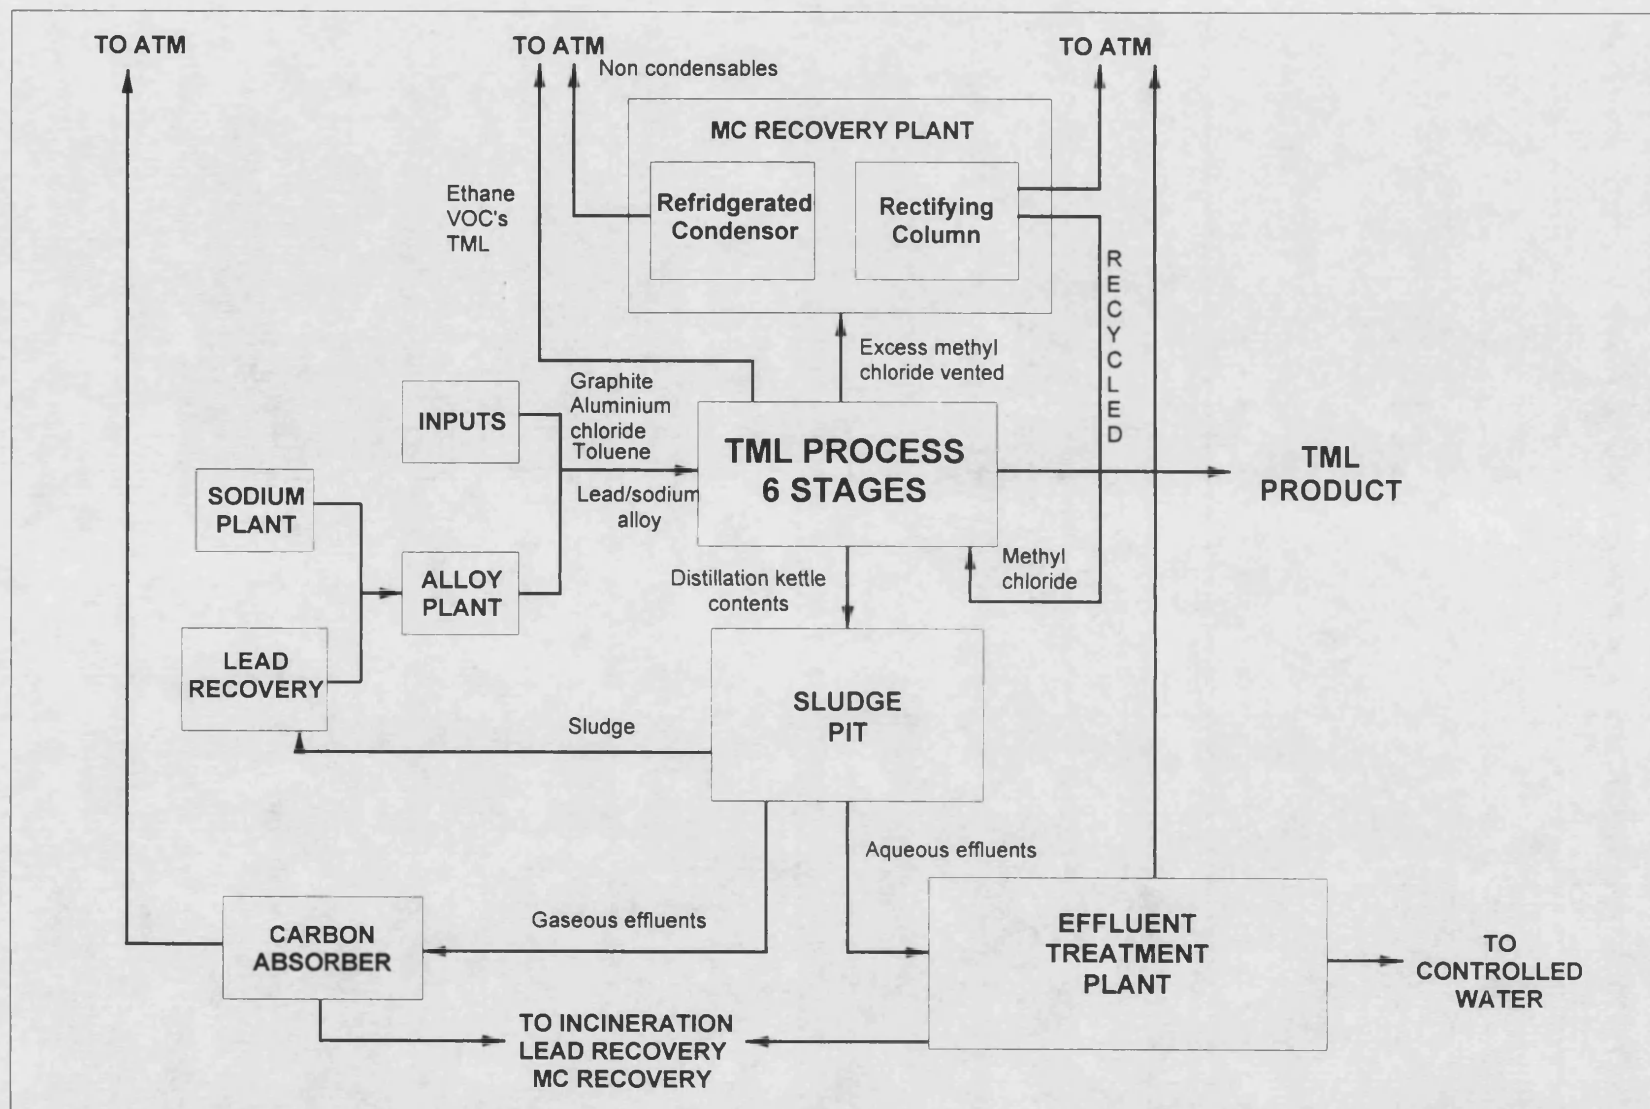 TO ATM
TO ATM
TO ATM
Non condensables
MC RECOVERY PLANT
Refridgerated
Condensor
Rectifying
Column
Ethane
VOC's
TML
RECYCLED
Excess methyl
chloride vented
Graphite
Aluminium
chloride
Toluene
INPUTS
TML PROCESS
6 STAGES
TML
PRODUCT
Lead/sodium
alloy
SODIUM
PLANT
ALLOY
PLANT
Methyl
chloride
Distillation kettle
contents
LEAD
RECOVERY
SLUDGE
PIT
Sludge
Aqueous effluents
Gaseous effluents
CARBON
ABSORBER
EFFLUENT
TREATMENT
PLANT
TO
CONTROLLED
WATER
TO INCINERATION
LEAD RECOVERY
MC RECOVERY